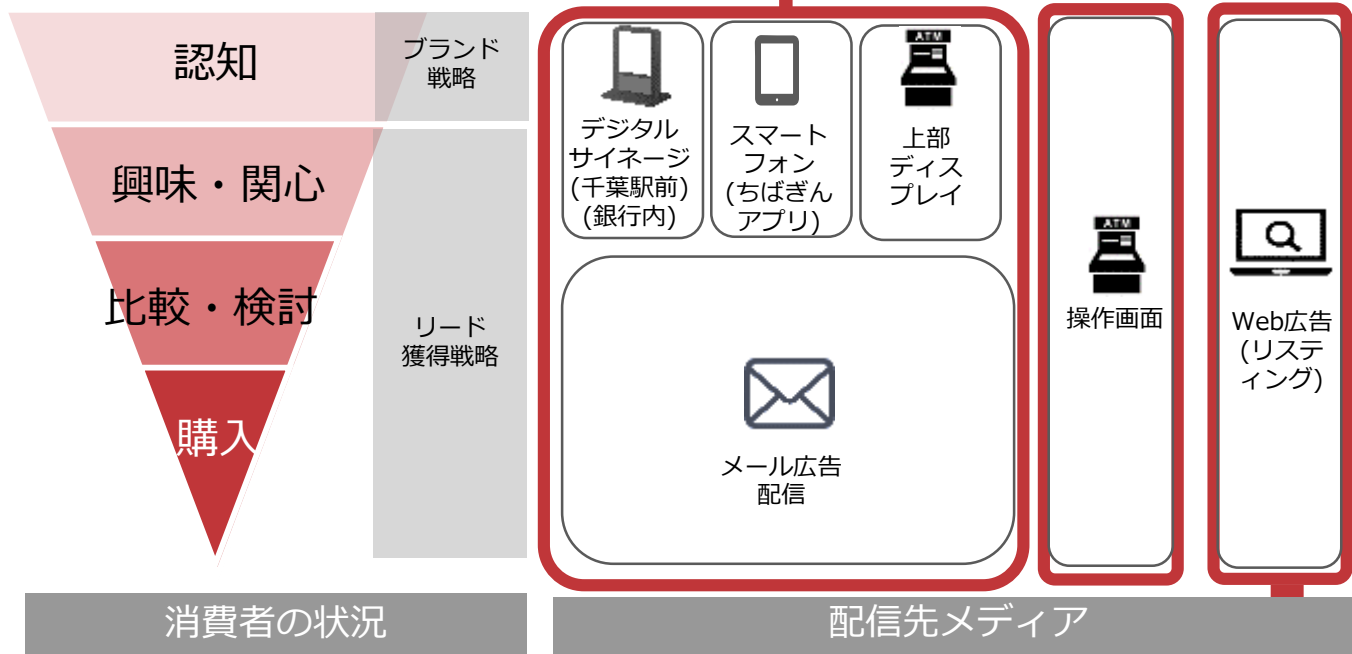 認知
興味・関心
比較・検討
購入
ブランド
戦略
リード
獲得戦略
デジタル
サイネージ
(千葉駅前)
(銀行内)
スマート
フォン
(ちばぎん
アプリ)
ATM
上部
ディス
プレイ
メール広告
配信
ATM
操作画面
Web広告
(リステ
ィング)
消費者の状況
配信先メディア